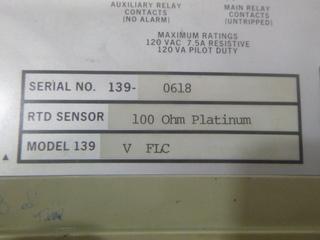 AUXILIARY RELAY CONTACTS (NO ALARM)
MAIN RELAY CONTACTS (UNTRIPPED)
MAXIMUM RATINGS
120 VAC 7.5A RESISTIVE
120 VA PILOT DUTY
SERIAL NO. 139- 0618
RTD SENSOR 100 Ohm Platinum
MODEL 139 V FLC